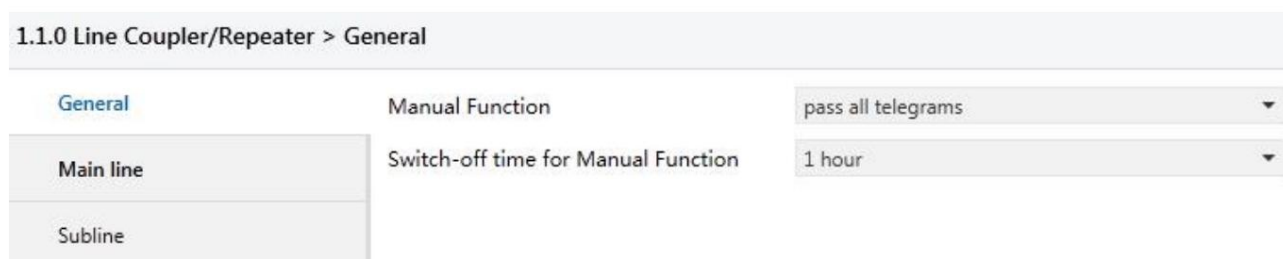 1.1.0 Line Coupler/Repeater > General
General
Manual Function pass all telegrams
Main line
Switch-off time for Manual Function 1 hour
Subline